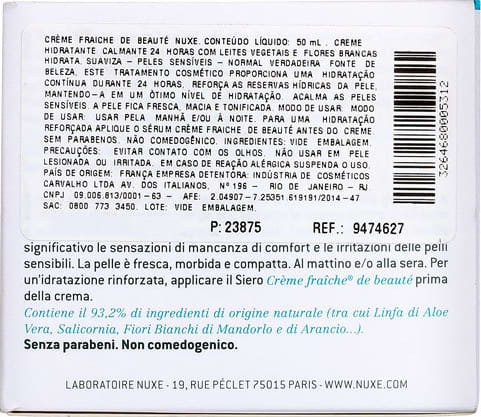 CRÈME FRAICHE DE BEAUTÉ NUXE. CONTEÚDO LÍQUIDO: 50 mL . CREME
HIDRATANTE CALMANTE 24 HORAS COM LEITES VEGETAIS E FLORES BRANCAS
HIDRATA. SUAVIZA - PELES SENSÍVEIS - NORMAL VERDADEIRA FONTE DE
BELEZA, ESTE TRATAMENTO COSMÉTICO PROPORCIONA UMA HIDRATAÇÃO
CONTÍNUA DURANTE 24 HORAS. REFORÇA AS RESERVAS HÍDRICAS DA PELE,
MANTENDO-A EM UM ÓTIMO NÍVEL DE HIDRATAÇÃO. ACALMA AS PELES
SENSÍVEIS. A PELE FICA FRESCA, MACIA E TONIFICADA. MODO DE USAR: MODO
DE USAR: USAR PELA MANHÃ E/OU À NOITE. PARA UMA HIDRATAÇÃO
REFORÇADA APLIQUE O SÉRUM CRÈME FRAICHE DE BEAUTÉ ANTES DO CREME.
SEM PARABENOS. NÃO COMEDOGÊNICO. INGREDIENTES: VIDE EMBALAGEM.
PRECAUÇÕES: EVITAR CONTATO COM OS OLHOS. NÃO USAR EM PELE
LESIONADA OU IRRITADA. EM CASO DE REAÇÃO ALÉRGICA SUSPENDA O USO.
PAÍS DE ORIGEM: FRANÇA EMPRESA DETENTORA: INDÚSTRIA DE COSMÉTICOS
CARVALHO LTDA AV. DOS ITALIANOS, Nº 196 - RIO DE JANEIRO - RJ
CNPJ 09.006.813/0001-63 - AFE: 2.04907-7.25351.619191/2014-47
SAC: 0800 773 3450. LOTE: VIDE EMBALAGEM.
3264680005312
P: 23875 REF.: 9474627
significativo le sensazioni di mancanza di comfort e le irritazioni delle pelli
sensibili. La pelle è fresca, morbida e compatta. Al mattino e/o alla sera. Per
un'idratazione rinforzata, applicare il Siero Crème fraîche® de beauté prima
della crema.
Contiene il 93,2% di ingredienti di origine naturale (tra cui Linfa di Aloe
Vera, Salicornia, Fiori Bianchi di Mandorlo e di Arancio...).
Senza parabeni. Non comedogenico.
LABORATOIRE NUXE - 19, RUE PÉCLET 75015 PARIS - WWW.NUXE.COM